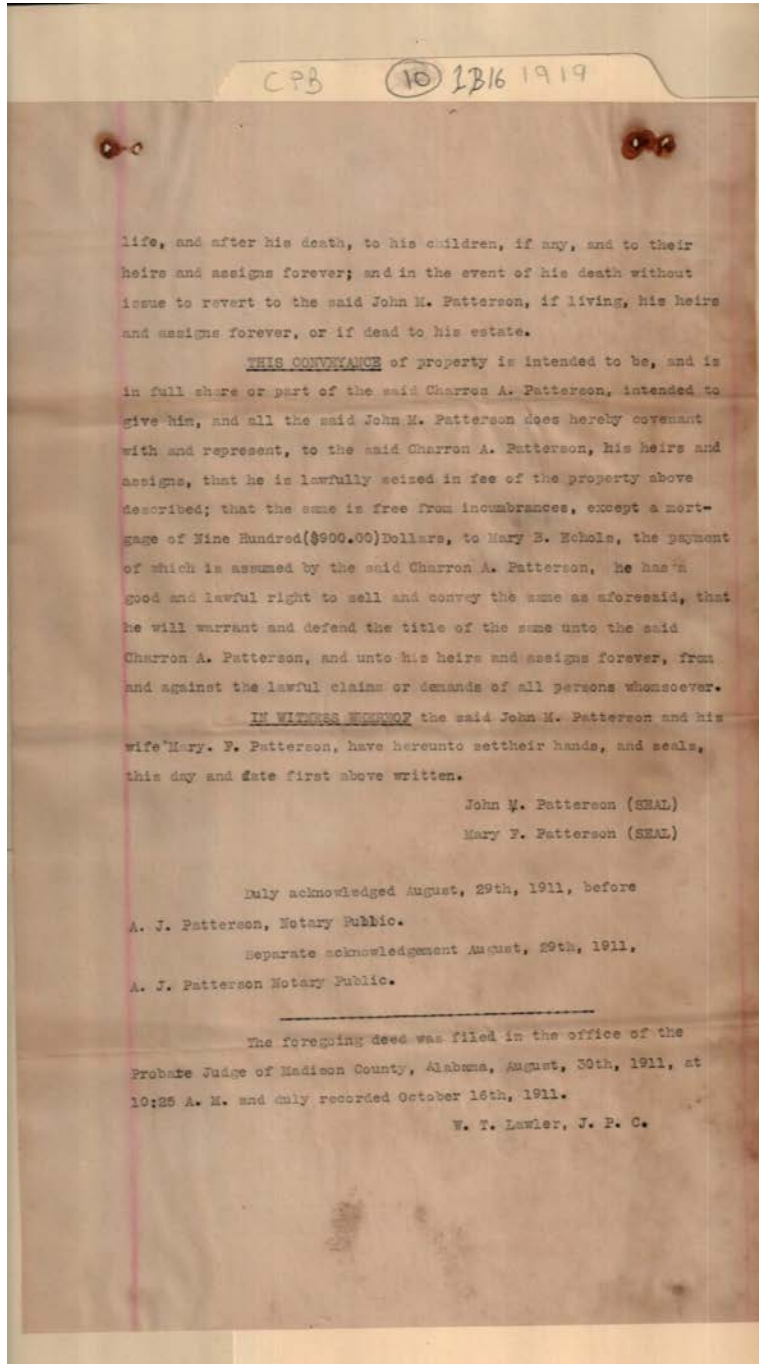 CPB 10 1B16 1919
life, and after his death, to his children, if any, and to their
heirs and assigns forever; and in the event of his death without
issue to revert to the said John M. Patterson, if living, his heirs
and assigns forever, or if dead to his estate.
THIS CONVEYANCE of property is intended to be, and is
in full share or part of the said Charron A. Patterson, intended to
give him, and all the said John M. Patterson does hereby covenant
with and represent, to the said Charron A. Patterson, his heirs and
assigns, that he is lawfully seized in fee of the property above
described; that the same is free from incumbrances, except a mort-
gage of Nine Hundred($900.00)Dollars, to Mary B. Echols, the payment
of which is assumed by the said Charron A. Patterson, he has a
good and lawful right to sell and convey the same as aforesaid, that
he will warrant and defend the title of the same unto the said
Charron A. Patterson, and unto his heirs and assigns forever, from
and against the lawful claims or demands of all persons whomsoever.
IN WITNESS WHEREOF the said John M. Patterson and his
wife Mary. F. Patterson, have hereunto settheir hands, and seals,
this day and date first above written.
John M. Patterson (SEAL)
Mary F. Patterson (SEAL)
Duly acknowledged August, 29th, 1911, before
A. J. Patterson, Notary Public.
Separate acknowledgement August, 29th, 1911,
A. J. Patterson Notary Public.
The foregoing deed was filed in the office of the
Probate Judge of Madison County, Alabama, August, 30th, 1911, at
10:25 A. M. and duly recorded October 16th, 1911.
W. T. Lawler, J. P. C.